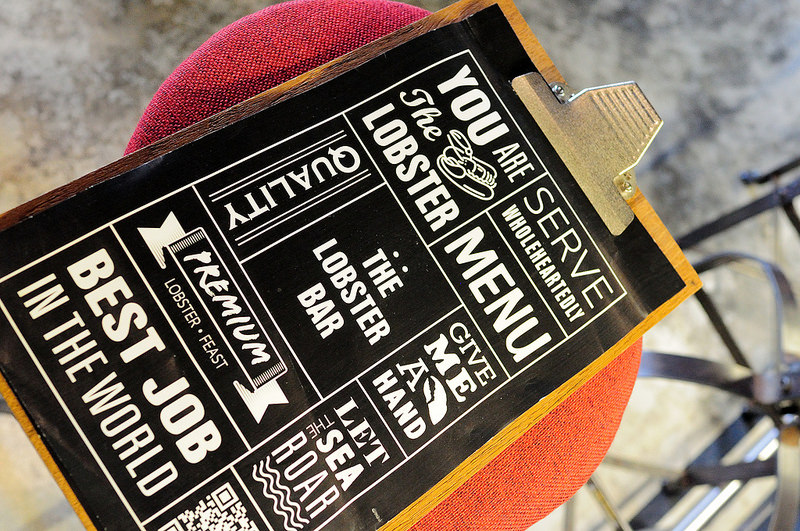 YOU ARE
The
LOBSTER
SERVE
WHOLEHEARTEDLY
MENU
QUALITY
THE
LOBSTER
BAR
GIVE
ME
A
HAND
PREMIUM
LOBSTER • FEAST
LET
THE SEA
ROAR
BEST JOB
IN THE WORLD